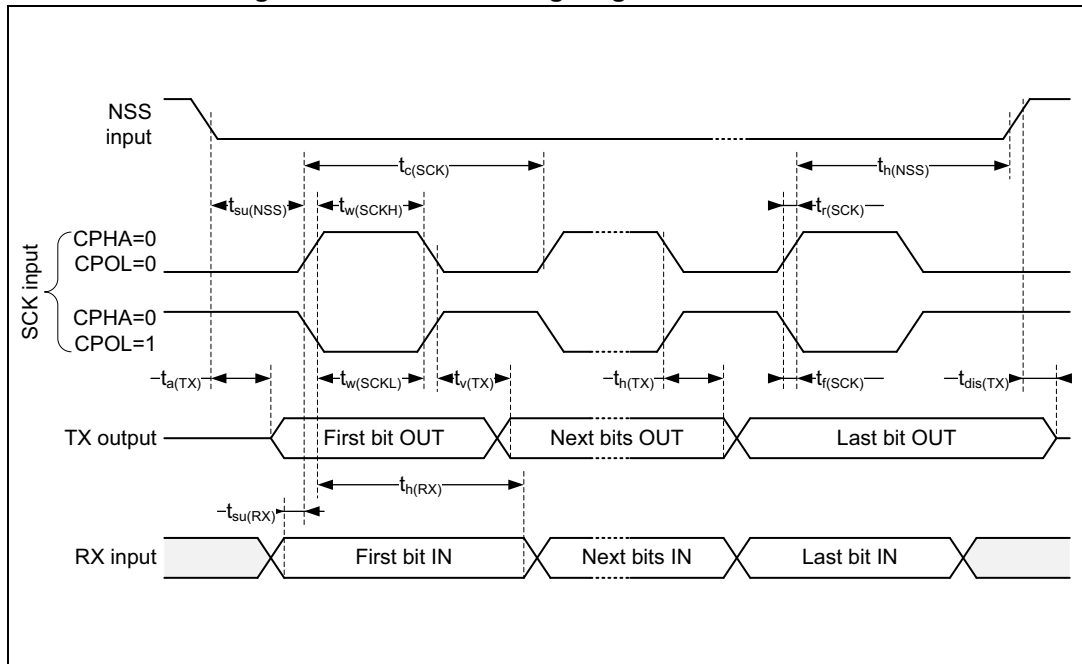 NSS
input
tc(SCK)
th(NSS)
tsu(NSS)
tw(SCKH)
tr(SCK)
SCK input
CPHA=0
CPOL=0
CPHA=0
CPOL=1
ta(TX)
tw(SCKL)
tv(TX)
th(TX)
tf(SCK)
tdis(TX)
TX output
First bit OUT
Next bits OUT
Last bit OUT
th(RX)
tsu(RX)
RX input
First bit IN
Next bits IN
Last bit IN